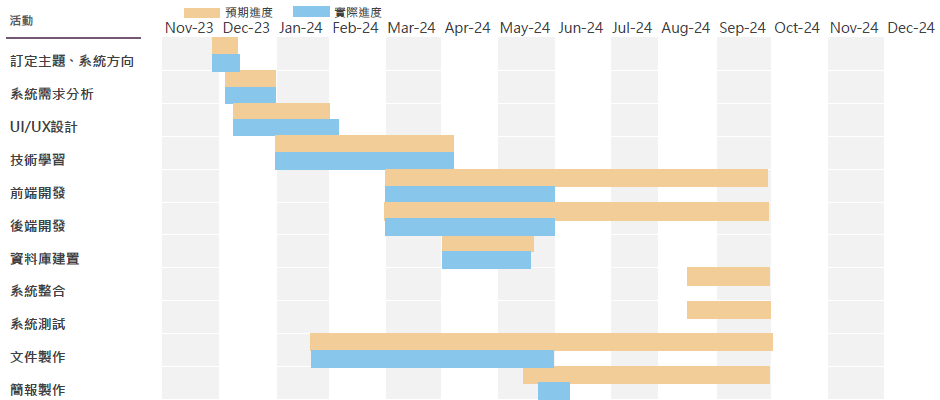 活動
預期進度 實際進度
Nov-23 Dec-23 Jan-24 Feb-24 Mar-24 Apr-24 May-24 Jun-24 Jul-24 Aug-24 Sep-24 Oct-24 Nov-24 Dec-24
訂定主題、系統方向
系統需求分析
UI/UX設計
技術學習
前端開發
後端開發
資料庫建置
系統整合
系統測試
文件製作
簡報製作